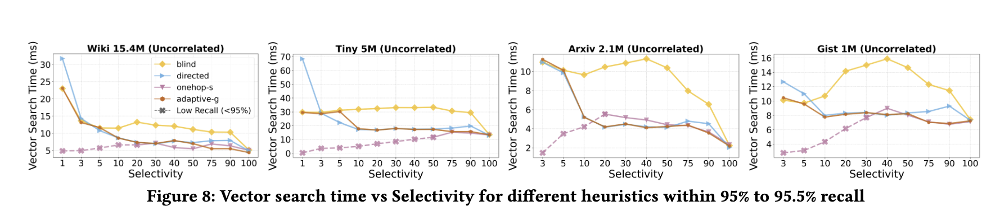 Wiki 15.4M (Uncorrelated)
Vector Search Time (ms)
30
25
20
15
10
5
blind
directed
onehop-s
adaptive-g
Low Recall (<95%)
1 3 5 10 20 30 40 50 75 90 100
Selectivity
Tiny 5M (Uncorrelated)
Vector Search Time (ms)
70
60
50
40
30
20
10
0
1 3 5 10 20 30 40 50 75 90 100
Selectivity
Arxiv 2.1M (Uncorrelated)
Vector Search Time (ms)
10
8
6
4
2
3 5 10 20 30 40 50 75 90 100
Selectivity
Gist 1M (Uncorrelated)
Vector Search Time (ms)
16
14
12
10
8
6
4
3 5 10 20 30 40 50 75 90 100
Selectivity
Figure 8: Vector search time vs Selectivity for different heuristics within 95% to 95.5% recall